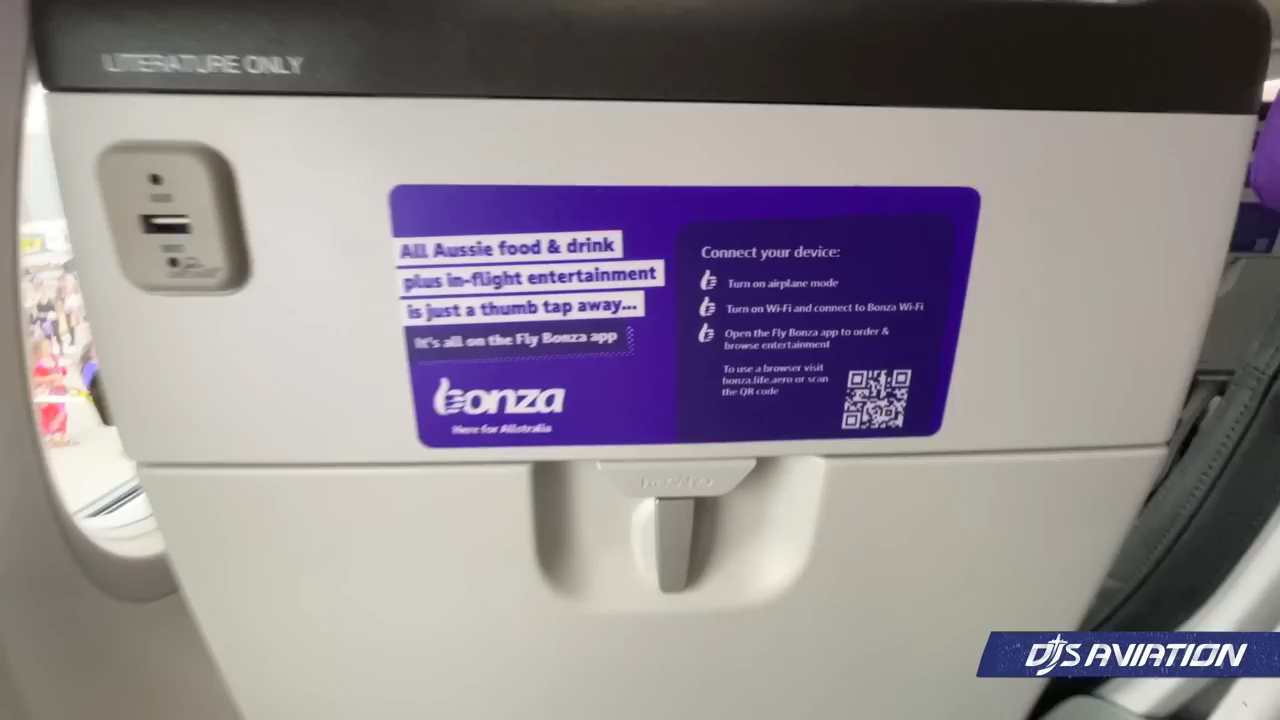 LITERATURE ONLY
All Aussie food & drink
plus in-flight entertainment
is just a thumb tap away...
It's all on the Fly Bonza app
bonza
Here for Allstralia
Connect your device:
Turn on airplane mode
Turn on Wi-Fi and connect to Bonza Wi-Fi
Open the Fly Bonza app to order &
browse entertainment
To use a browser visit
bonza.life.aero or scan
the QR code
RECARO
DJ'S AVIATION